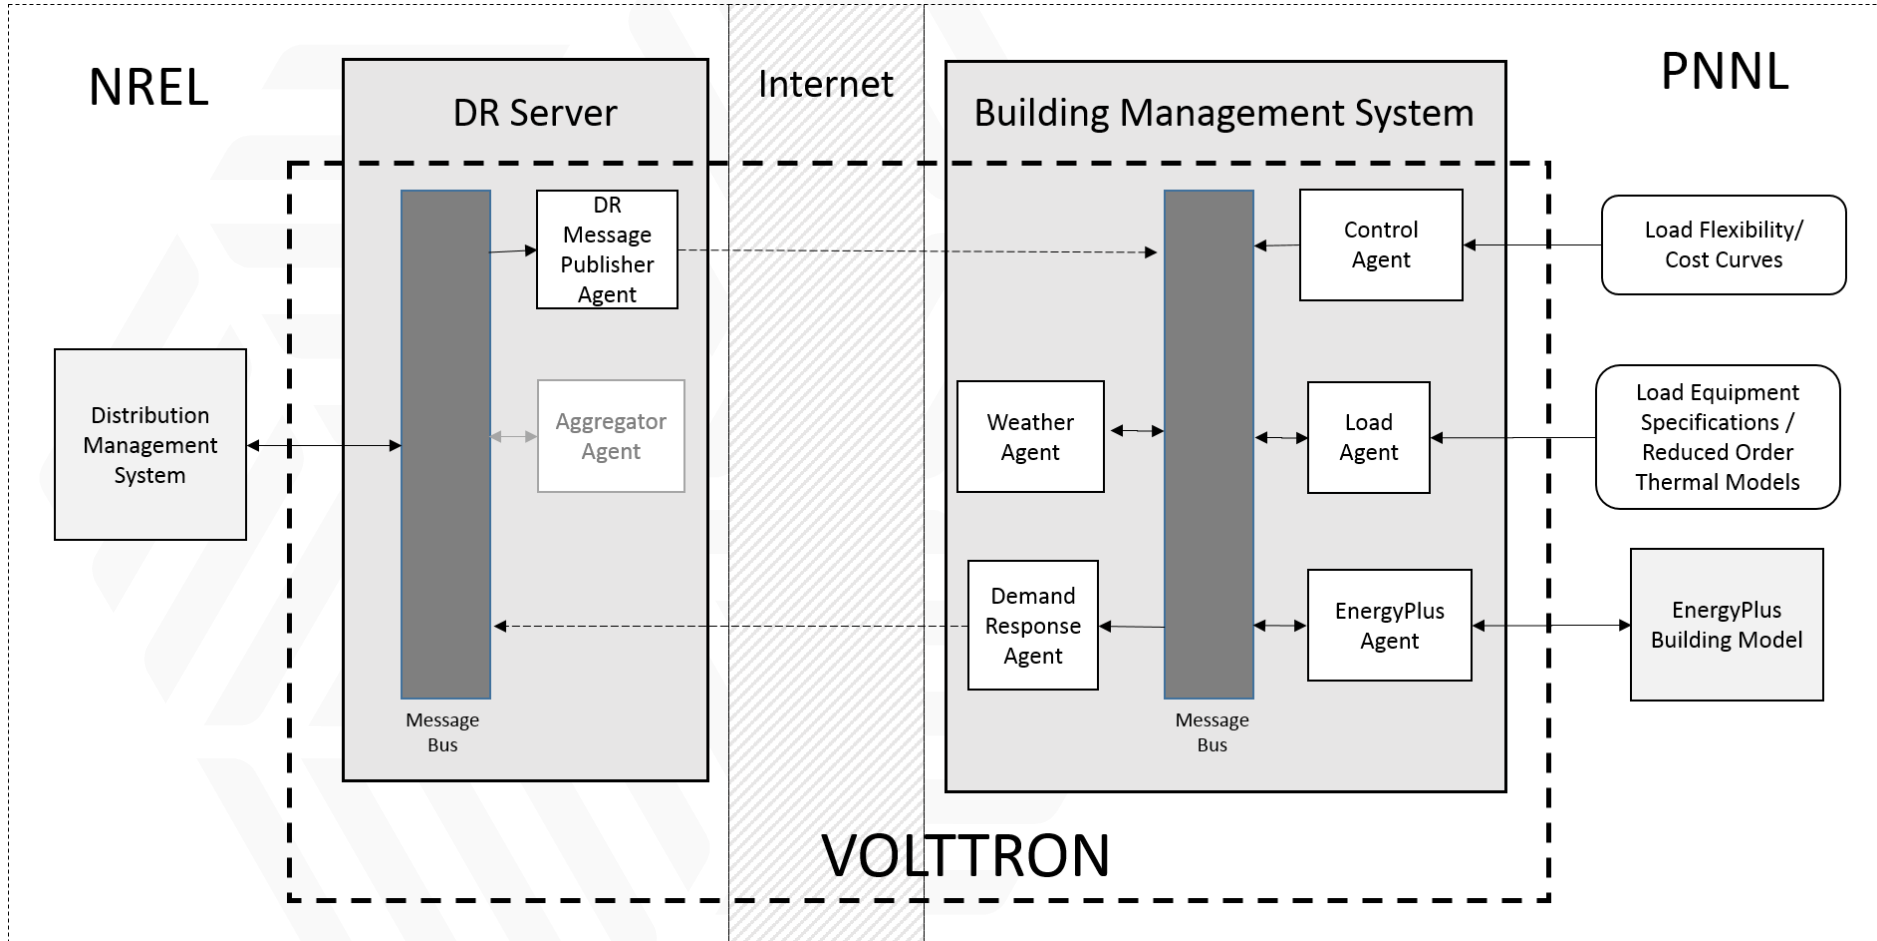 NREL
DR Server
Internet
Building Management System
PNNL
DR
Message
Publisher
Agent
Control
Agent
Load Flexibility/
Cost Curves
Distribution
Management
System
Aggregator
Agent
Weather
Agent
Load
Agent
Load Equipment
Specifications /
Reduced Order
Thermal Models
Demand
Response
Agent
EnergyPlus
Agent
EnergyPlus
Building Model
Message
Bus
Message
Bus
VOLTTRON